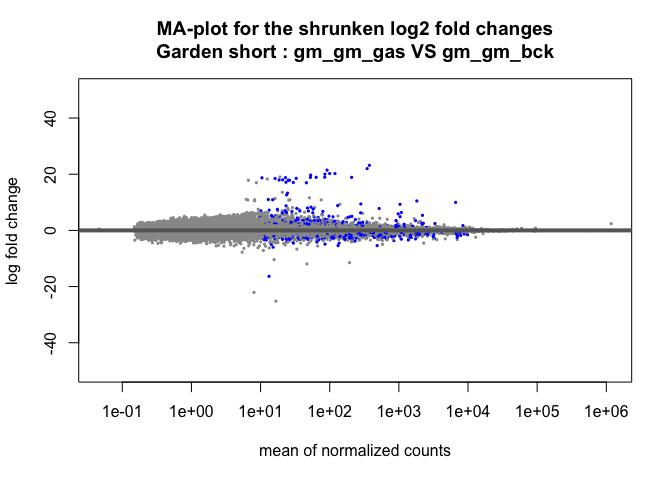 MA-plot for the shrunken log2 fold changes
Garden short : gm_gm_gas VS gm_gm_bck
40
20
0
-20
-40
log fold change
1e-01 1e+00 1e+01 1e+02 1e+03 1e+04 1e+05 1e+06
mean of normalized counts